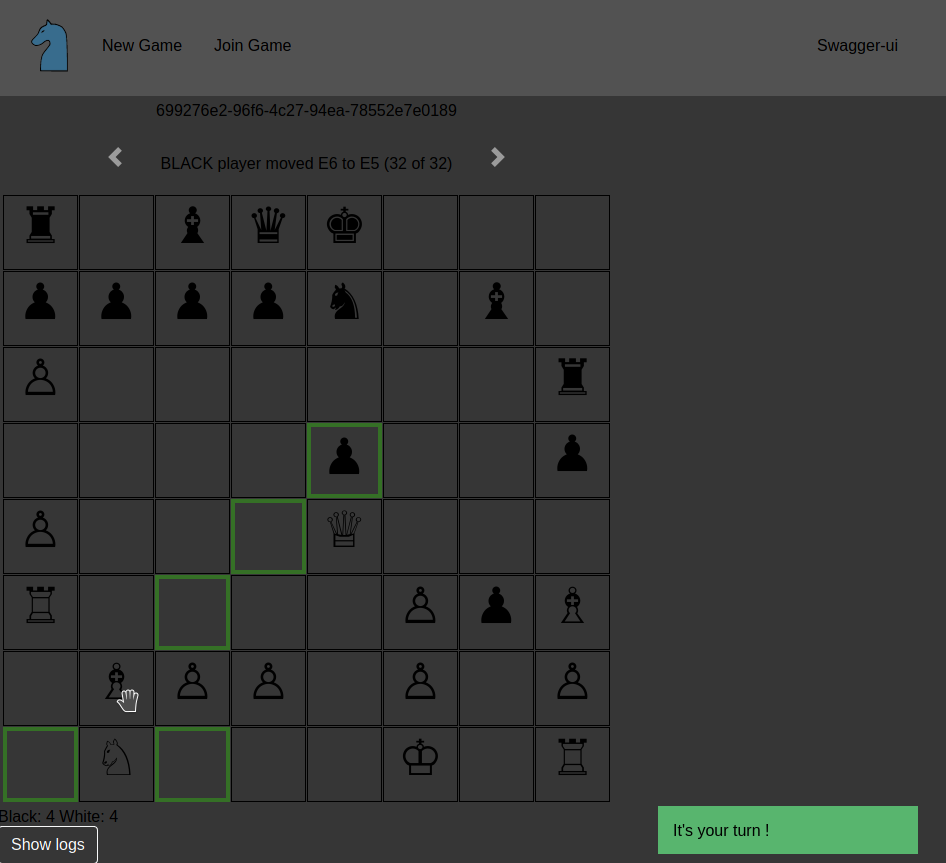 New Game Join Game Swagger-ui
699276e2-96f6-4c27-94ea-78552e7e0189
BLACK player moved E6 to E5 (32 of 32)
Black: 4 White: 4
It's your turn !
Show logs